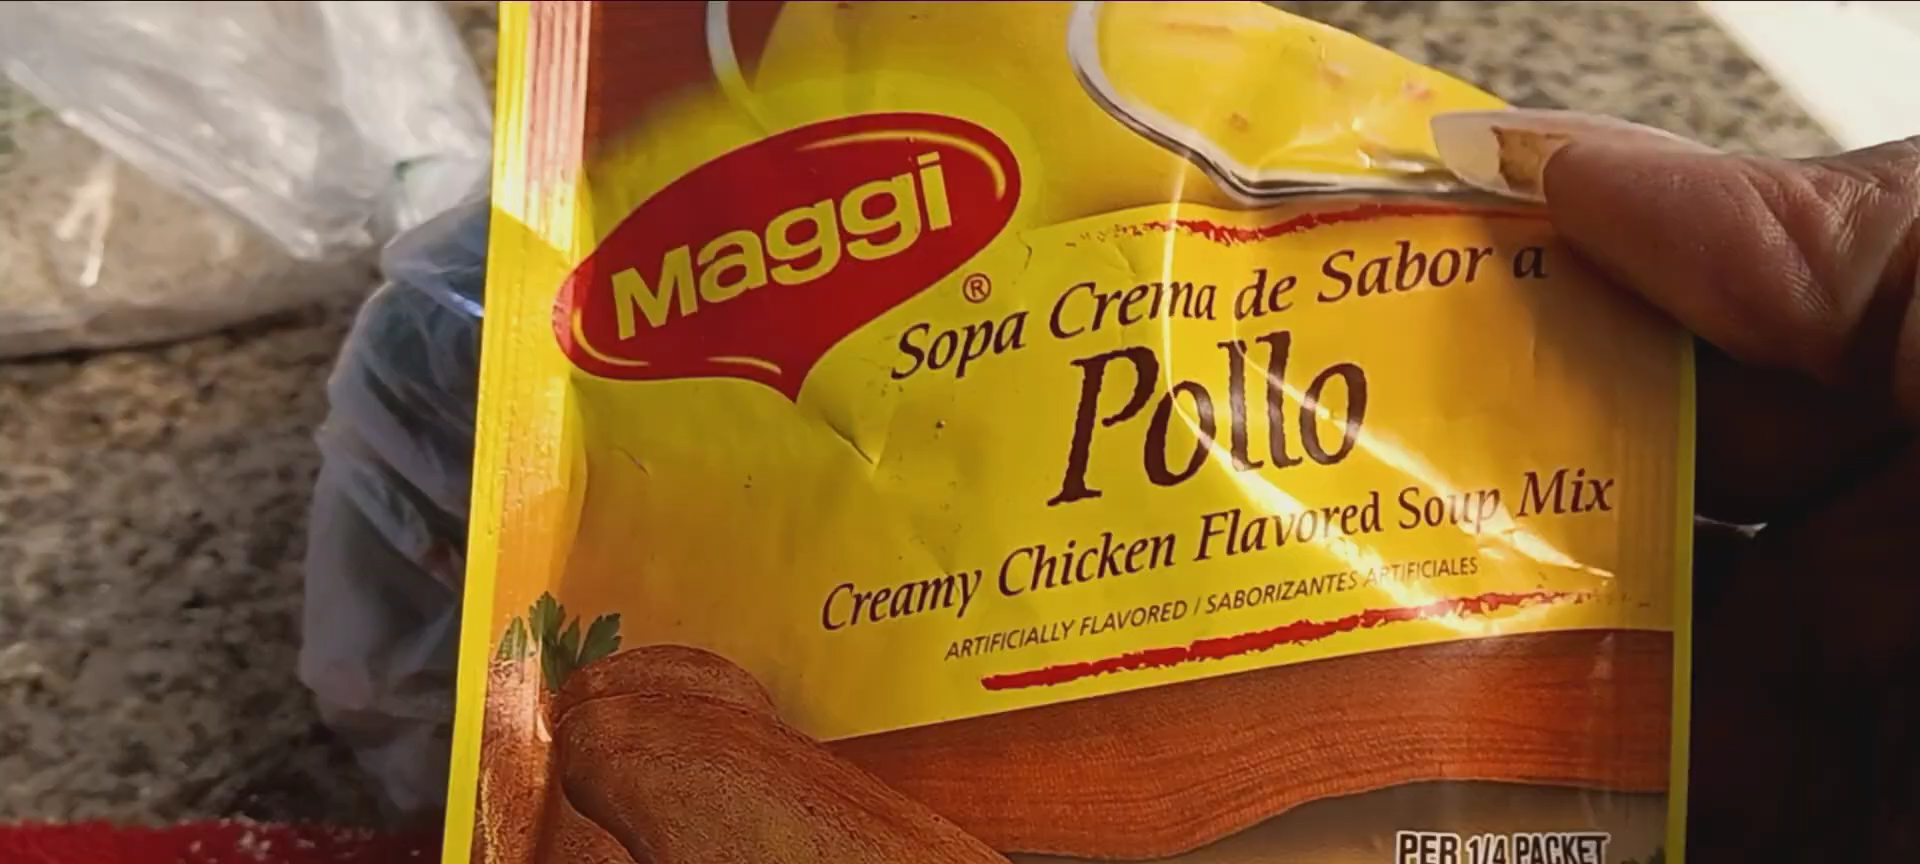 Maggi
®
Sopa Crema de Sabor a
Pollo
Creamy Chicken Flavored Soup Mix
ARTIFICIALLY FLAVORED / SABORIZANTES ARTIFICIALES
PER 1/4 PACKET